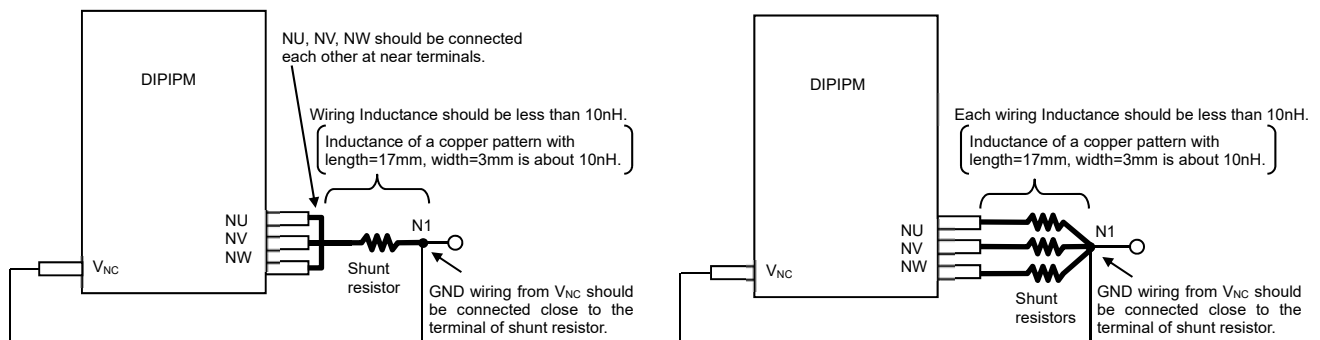 NU, NV, NW should be connected
each other at near terminals.
DIPIPM
Wiring Inductance should be less than 10nH.
Inductance of a copper pattern with
length=17mm, width=3mm is about 10nH.
NU
NV
NW
N1
VNC
Shunt
resistor
GND wiring from VNC should
be connected close to the
terminal of shunt resistor.
DIPIPM
Each wiring Inductance should be less than 10nH.
Inductance of a copper pattern with
length=17mm, width=3mm is about 10nH.
NU
NV
NW
N1
VNC
Shunt
resistors
GND wiring from VNC should
be connected close to the
terminal of shunt resistor.